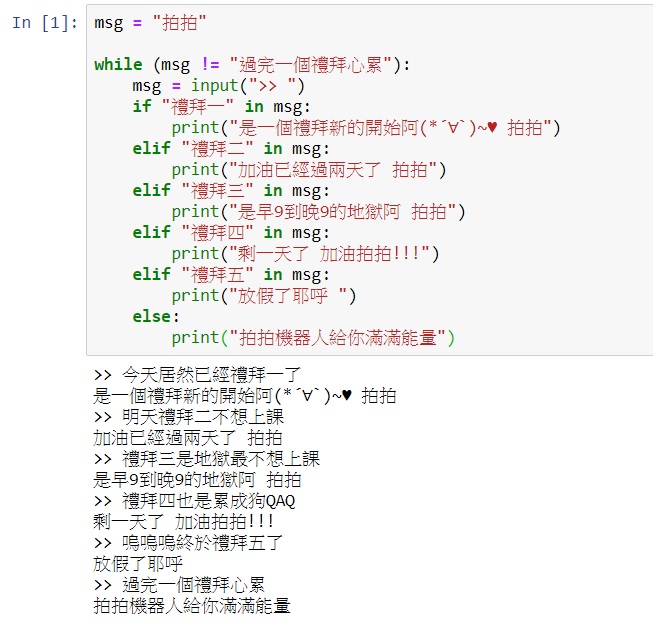 In [1]: msg = "拍拍"
while (msg != "過完一個禮拜心累"):
    msg = input(">> ")
    if "禮拜一" in msg:
        print("是一個禮拜新的開始阿(*´∀`)~♥ 拍拍")
    elif "禮拜二" in msg:
        print("加油已經過兩天了 拍拍")
    elif "禮拜三" in msg:
        print("是早9到晚9的地獄阿 拍拍")
    elif "禮拜四" in msg:
        print("剩一天了 加油拍拍!!!")
    elif "禮拜五" in msg:
        print("放假了耶呼 ")
    else:
        print("拍拍機器人給你滿滿能量")
>> 今天居然已經禮拜一了
是一個禮拜新的開始阿(*´∀`)~♥ 拍拍
>> 明天禮拜二不想上課
加油已經過兩天了 拍拍
>> 禮拜三是地獄最不想上課
是早9到晚9的地獄阿 拍拍
>> 禮拜四也是累成狗QAQ
剩一天了 加油拍拍!!!
>> 嗚嗚嗚終於禮拜五了
放假了耶呼
>> 過完一個禮拜心累
拍拍機器人給你滿滿能量